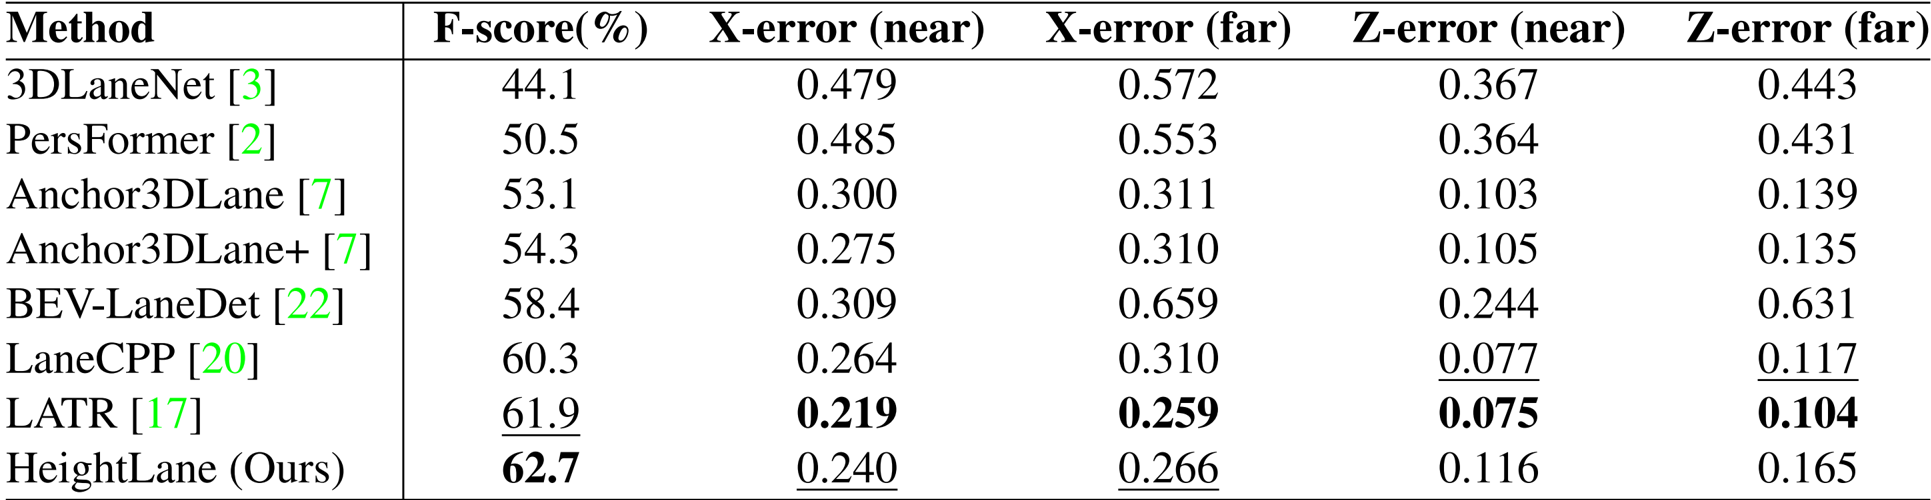 Method F-score(%) X-error (near) X-error (far) Z-error (near) Z-error (far)
3DLaneNet [3] 44.1 0.479 0.572 0.367 0.443
PersFormer [2] 50.5 0.485 0.553 0.364 0.431
Anchor3DLane [7] 53.1 0.300 0.311 0.103 0.139
Anchor3DLane+ [7] 54.3 0.275 0.310 0.105 0.135
BEV-LaneDet [22] 58.4 0.309 0.659 0.244 0.631
LaneCPP [20] 60.3 0.264 0.310 0.077 0.117
LATR [17] 61.9 0.219 0.259 0.075 0.104
HeightLane (Ours) 62.7 0.240 0.266 0.116 0.165